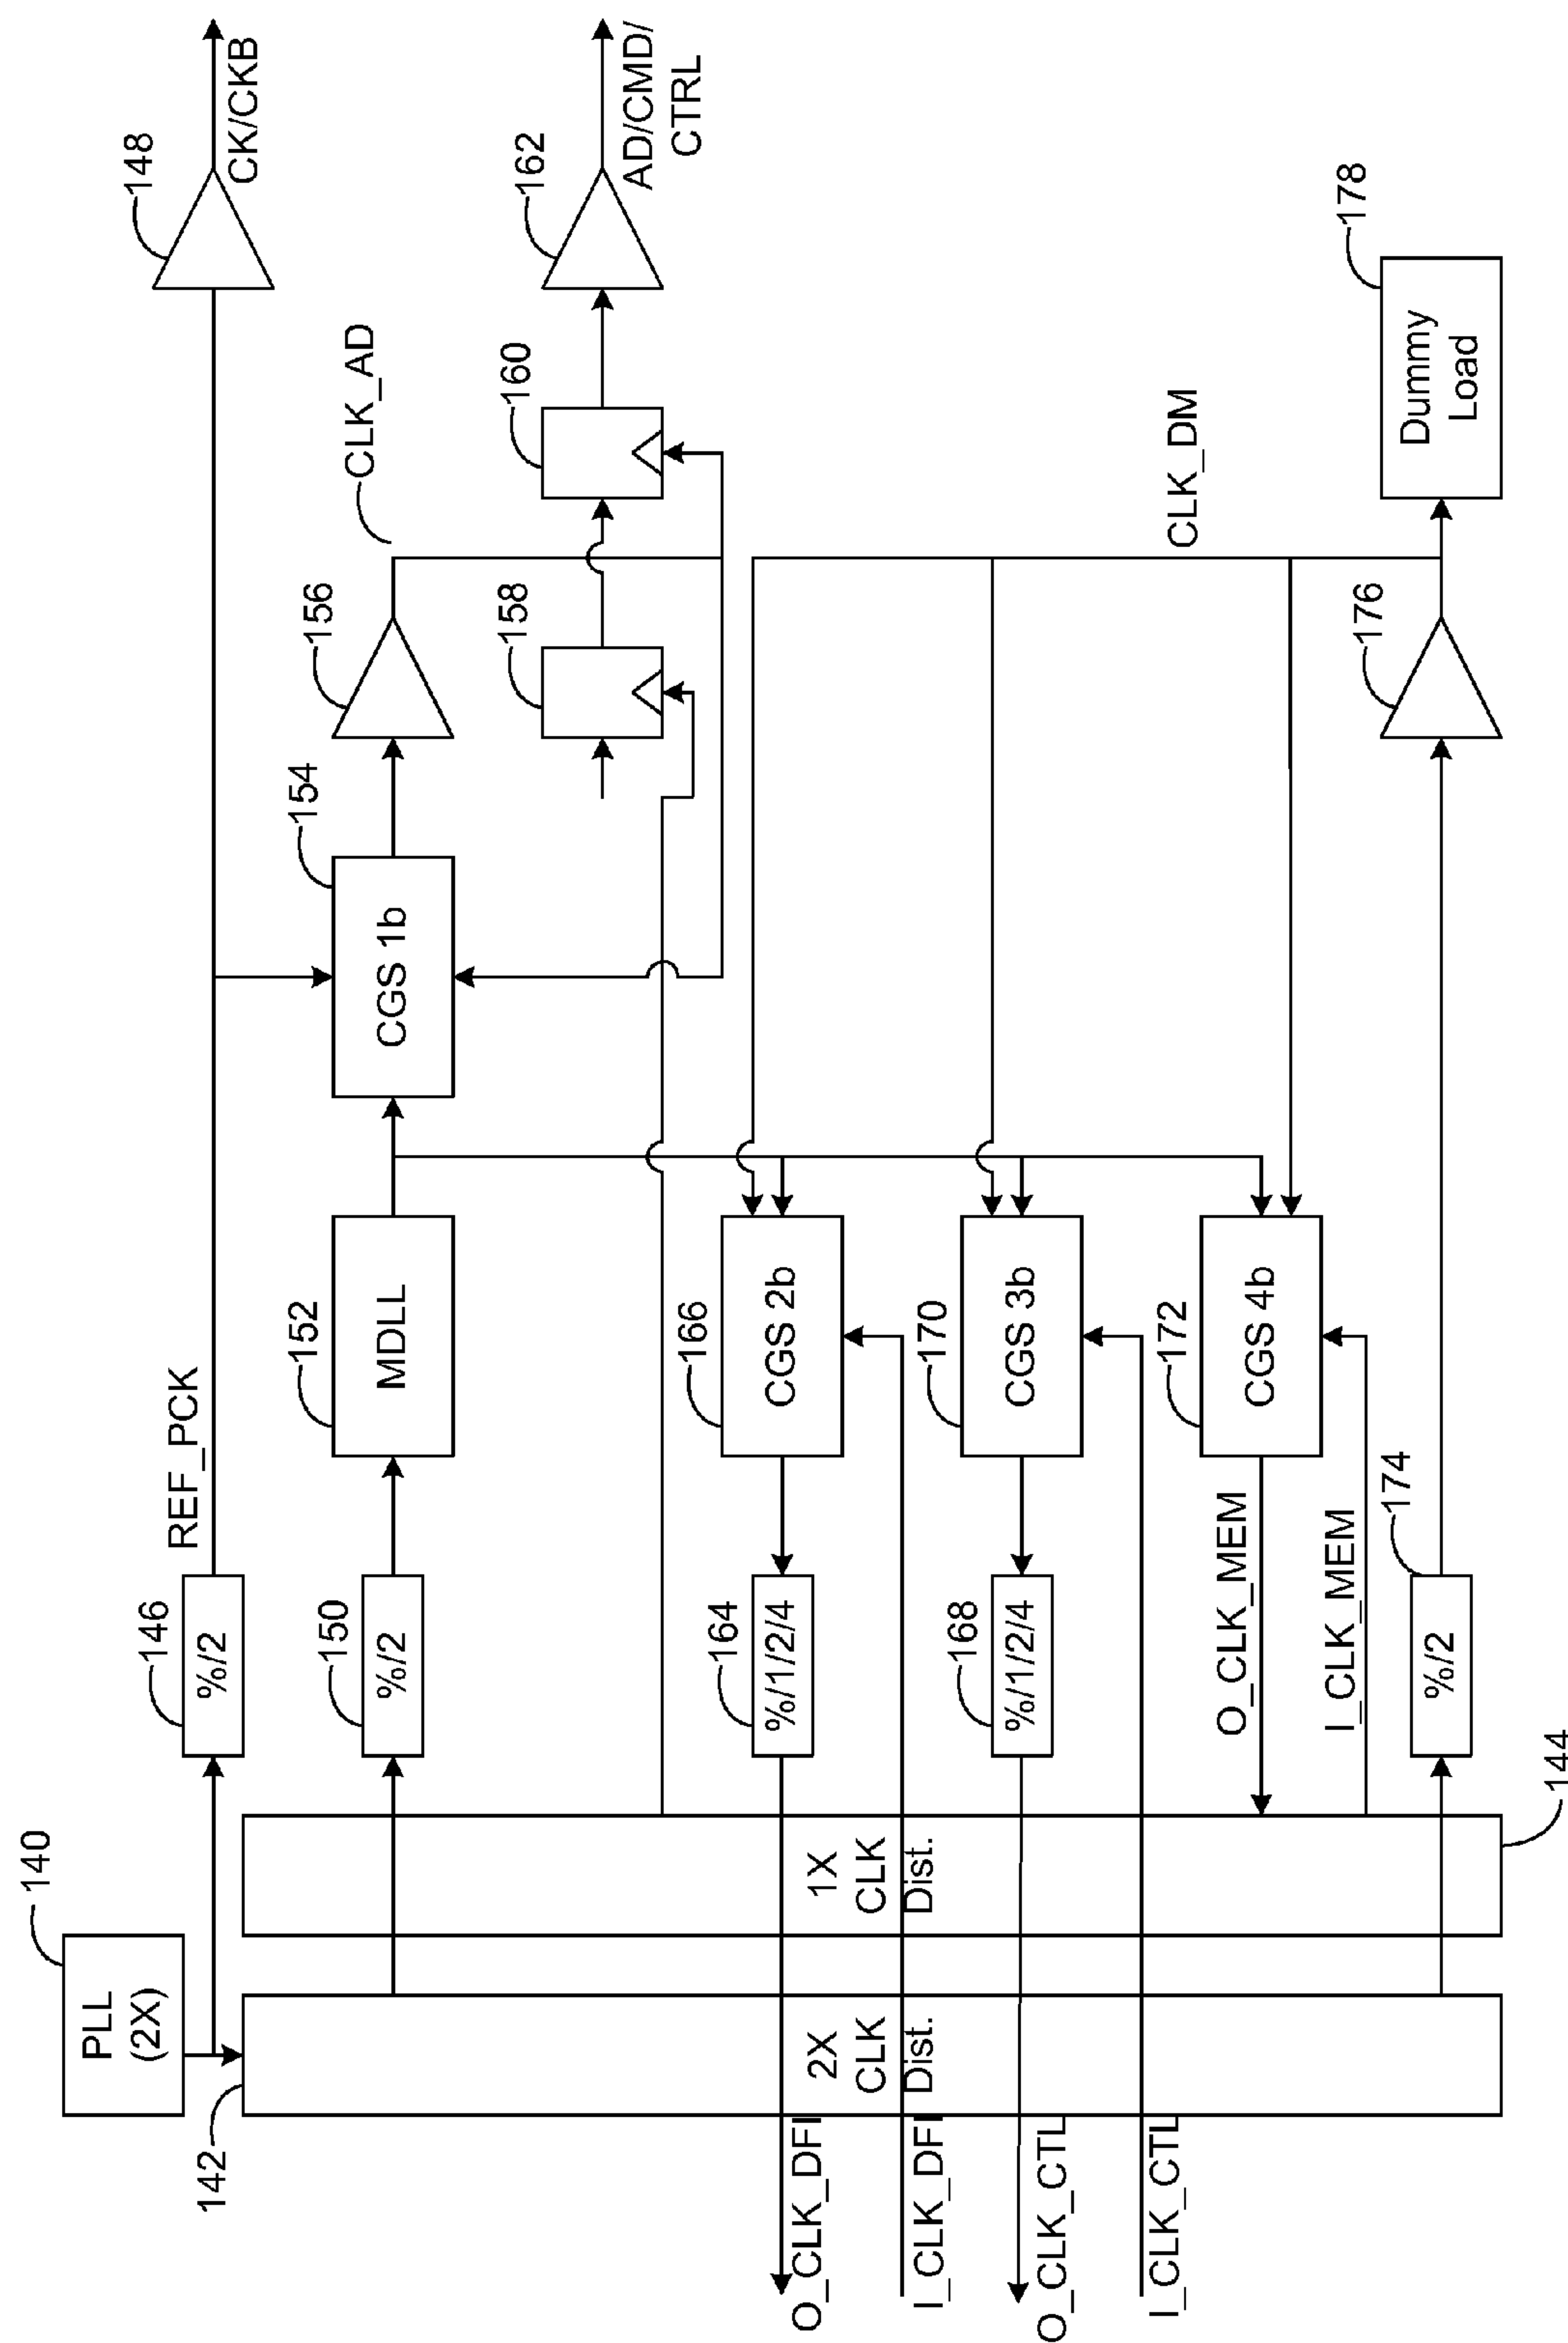 140
PLL
(2X)
142
2X
CLK
Dist.
1X
CLK
Dist.
144
146
%/2
REF_PCK
148
CK/CKB
150
%/2
152
MDLL
154
CGS 1b
156
CLK_AD
158
160
162
AD/CMD/
CTRL
O_CLK_DFI
164
%/1/2/4
166
CGS 2b
I_CLK_DFI
O_CLK_CTL
168
%/1/2/4
170
CGS 3b
I_CLK_CTL
O_CLK_MEM
172
CGS 4b
I_CLK_MEM
174
%/2
176
CLK_DM
178
Dummy
Load